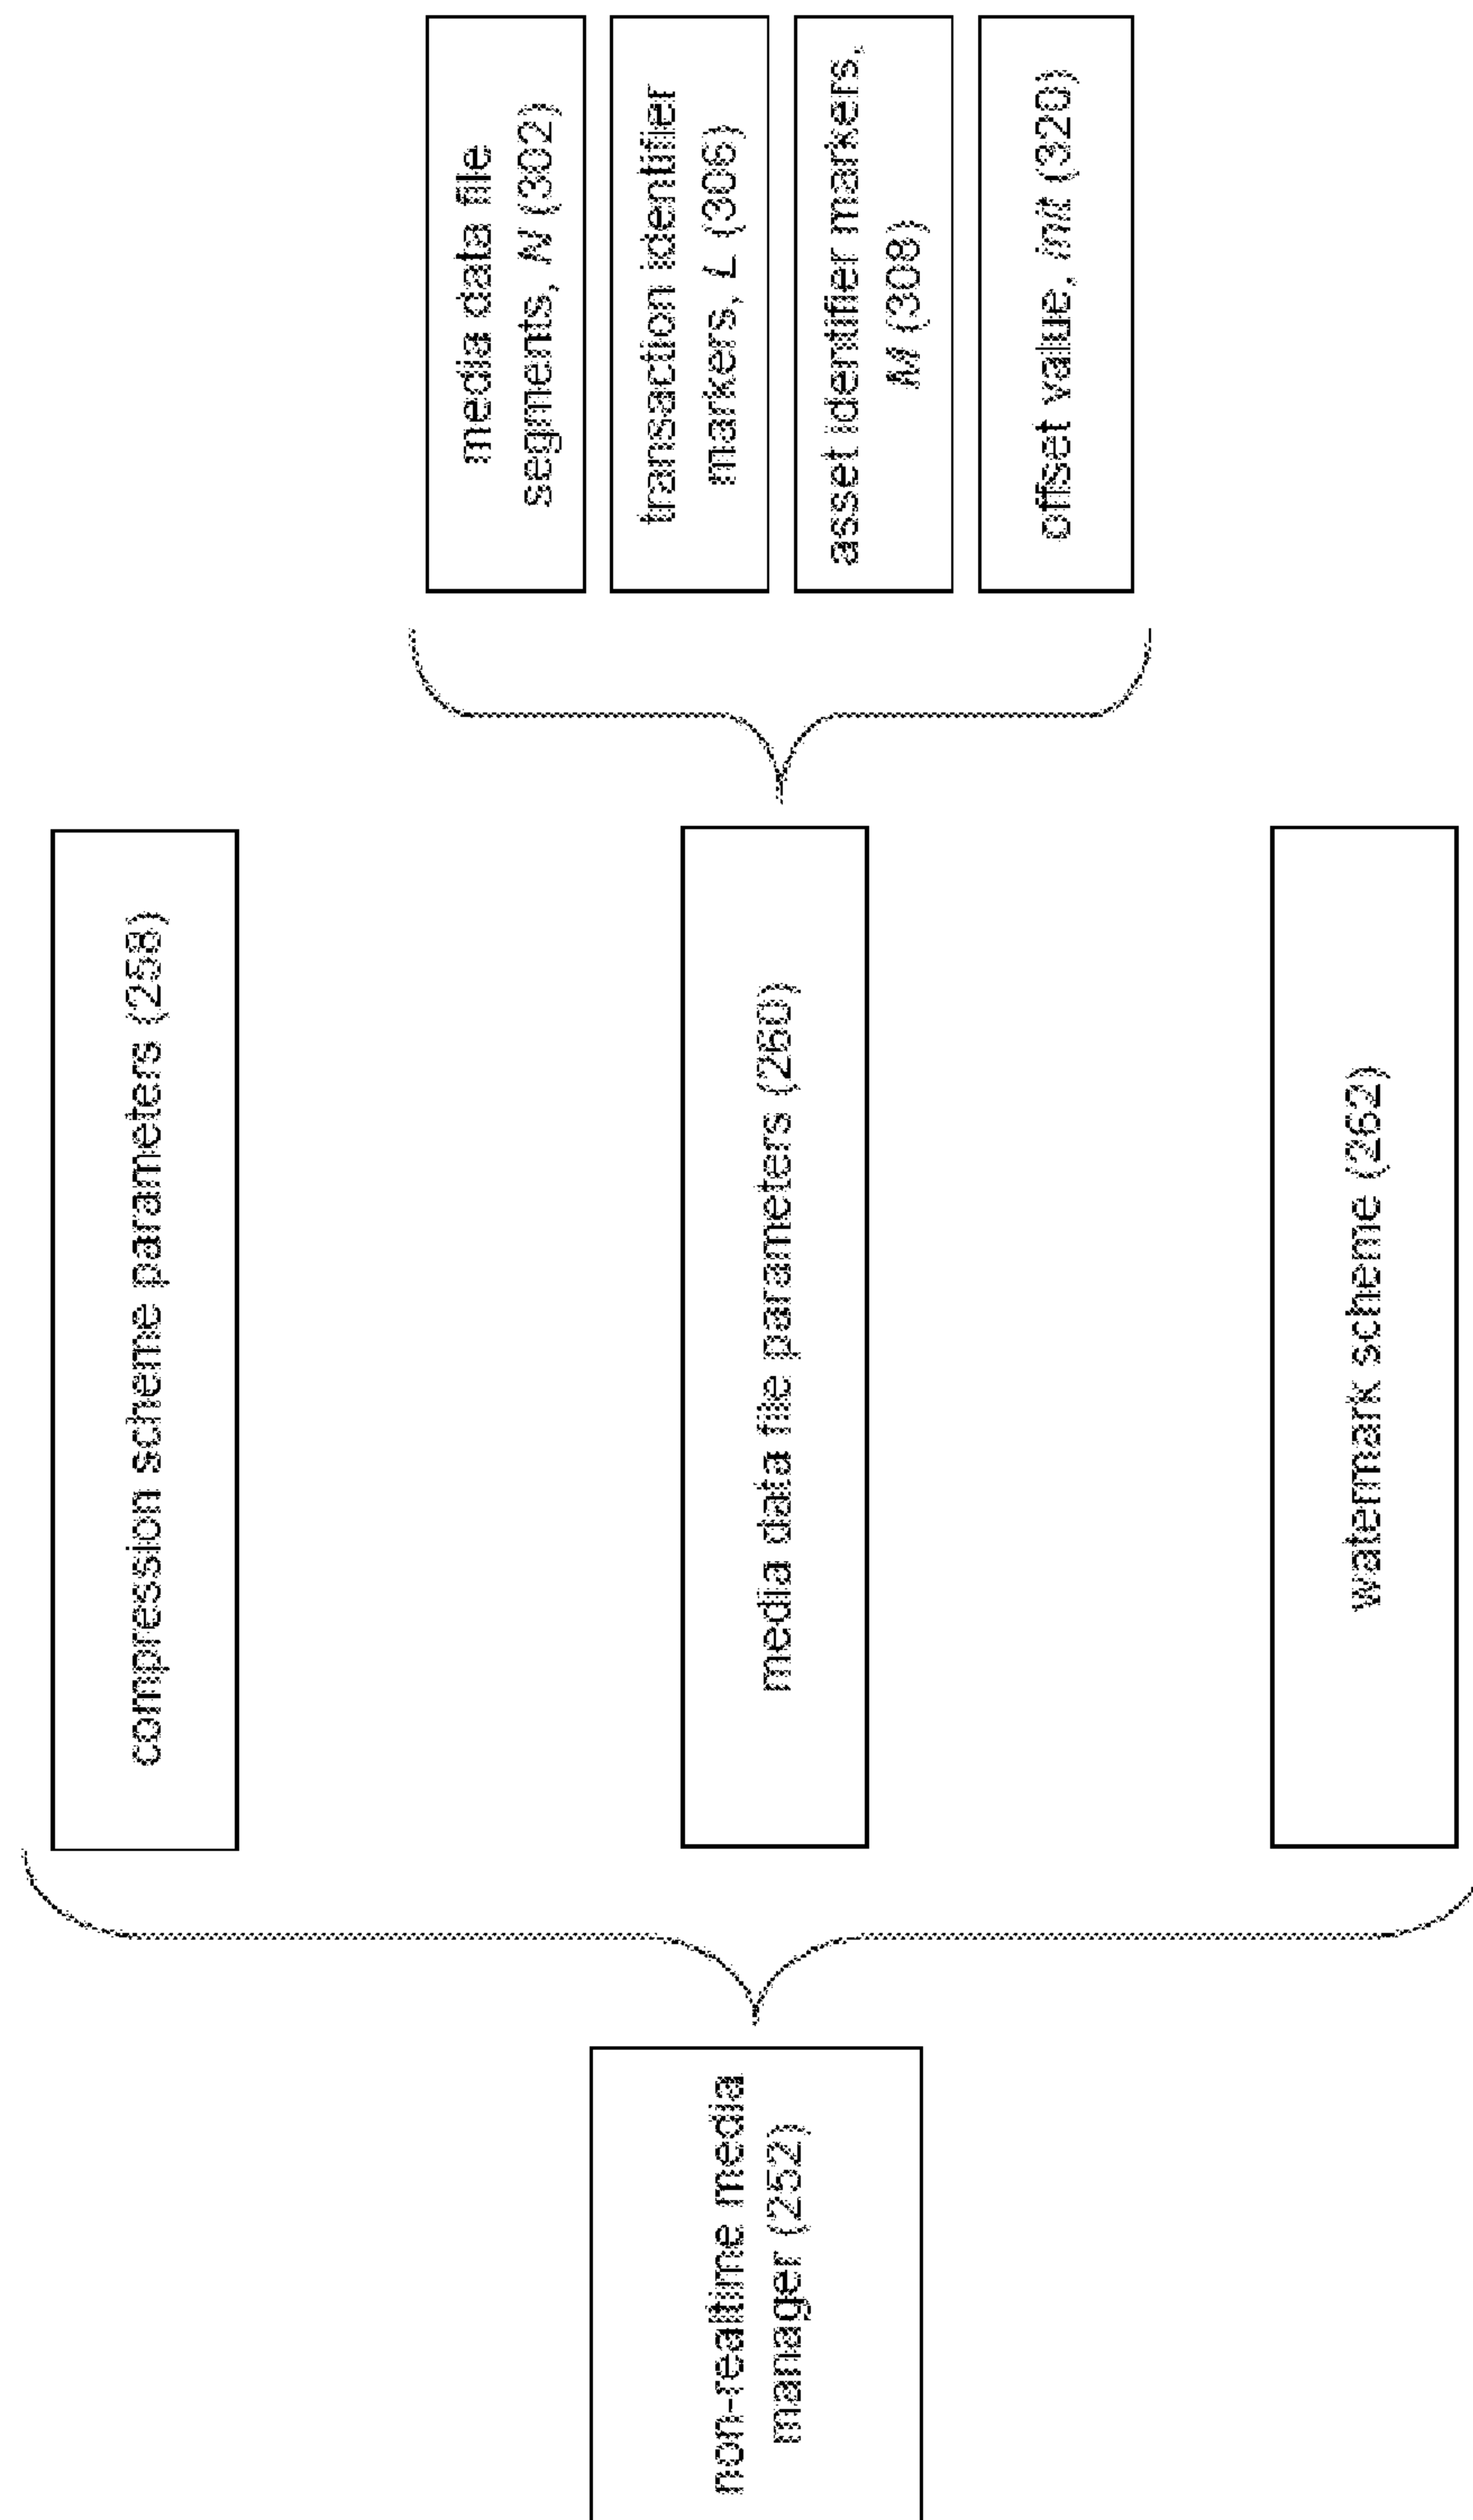 non-realtime media
manager (252)
compression scheme parameters (258)
media data file parameters (260)
watermark scheme (262)
media data file
segments, N (302)
transaction identifier
markers, L (306)
asset identifier markers,
M (308)
offset value, init (320)